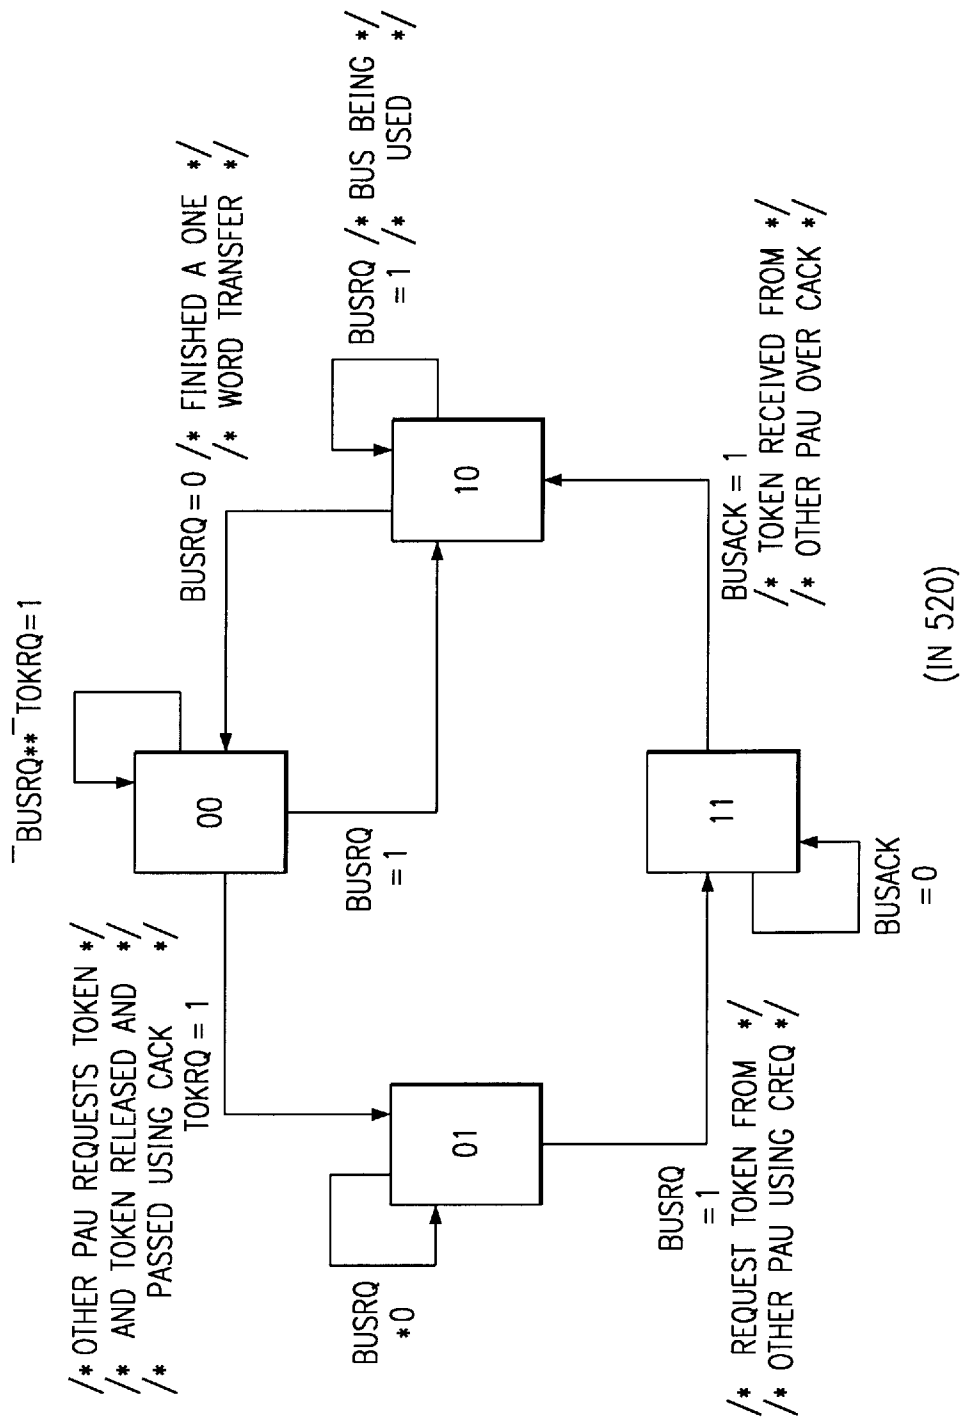 ¯BUSRQ**¯TOKRQ=1
/*OTHER PAU REQUESTS TOKEN */
/* AND TOKEN RELEASED AND */
/* PASSED USING CACK */
TOKRQ = 1
00
BUSRQ = 0 /* FINISHED A ONE */
/* WORD TRANSFER */
BUSRQ
= 1
BUSRQ /* BUS BEING */
= 1 /* USED */
BUSRQ
*0
01
10
BUSRQ
= 1
/* REQUEST TOKEN FROM */
/* OTHER PAU USING CREQ */
11
BUSACK = 1
/* TOKEN RECEIVED FROM */
/* OTHER PAU OVER CACK */
BUSACK
= 0
(IN 520)